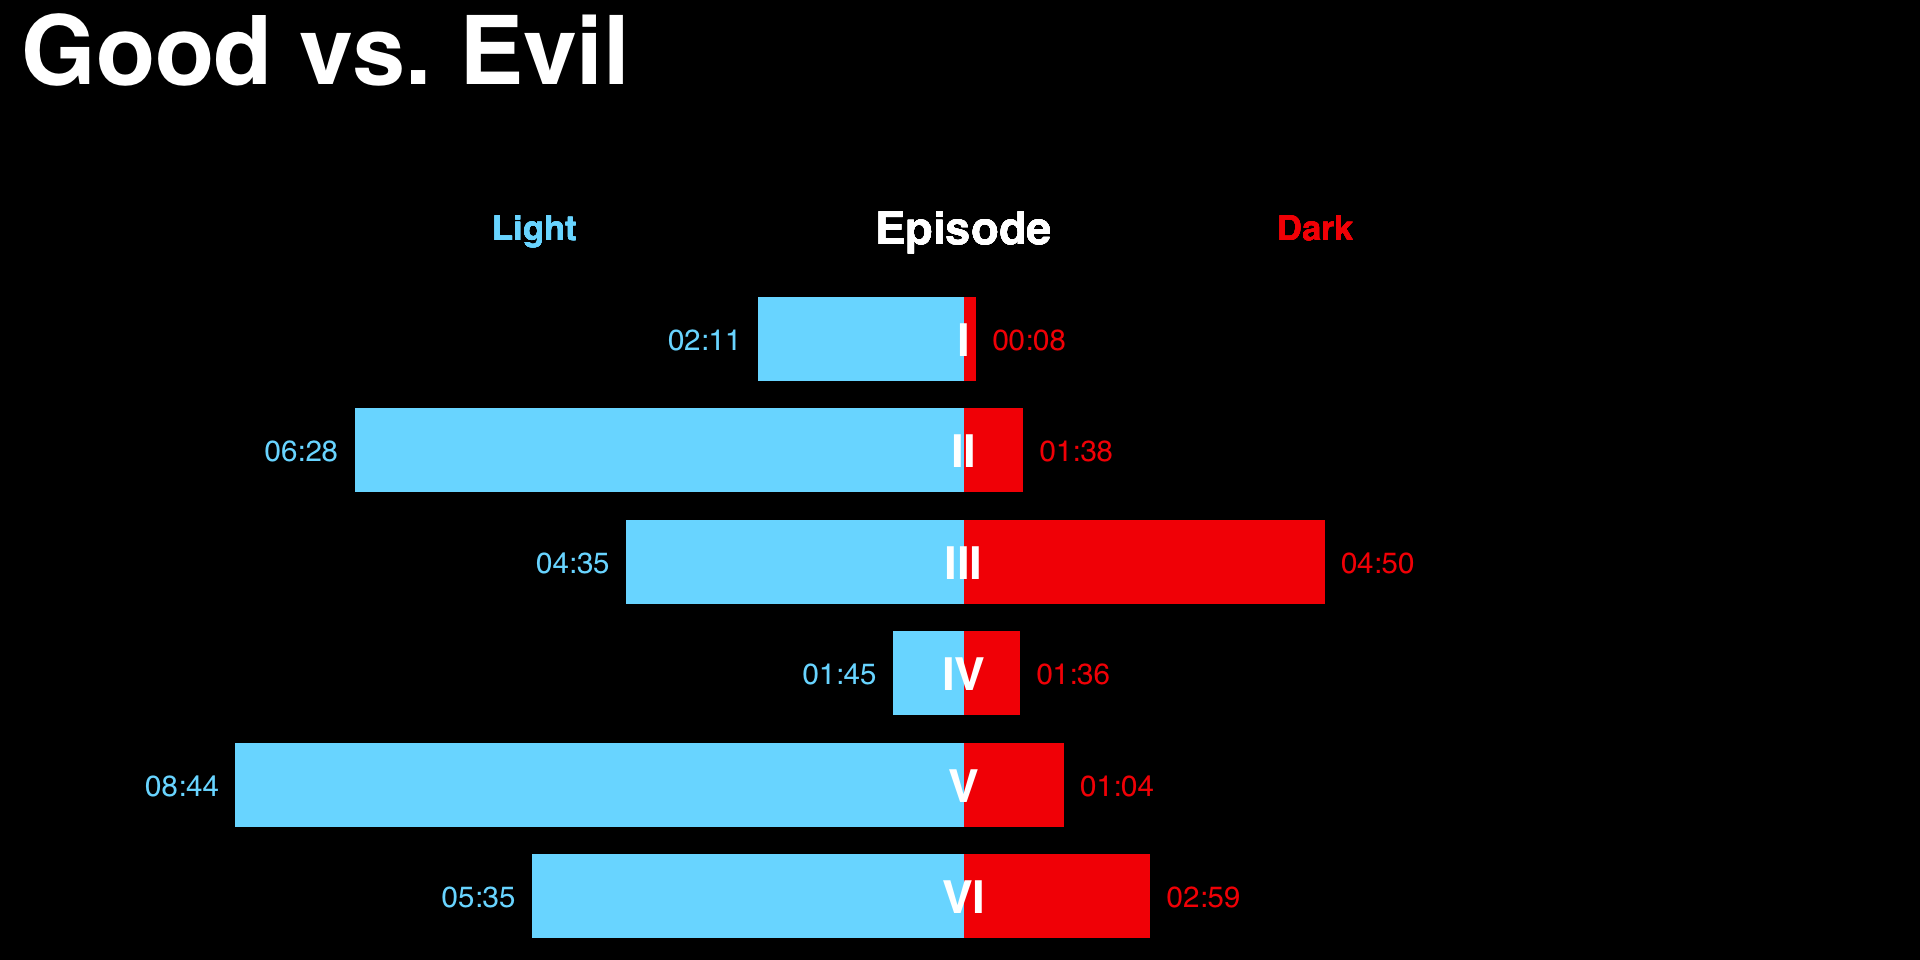 Good vs. Evil
Light Episode Dark
02:11 I 00:08
06:28 II 01:38
04:35 III 04:50
01:45 IV 01:36
08:44 V 01:04
05:35 VI 02:59